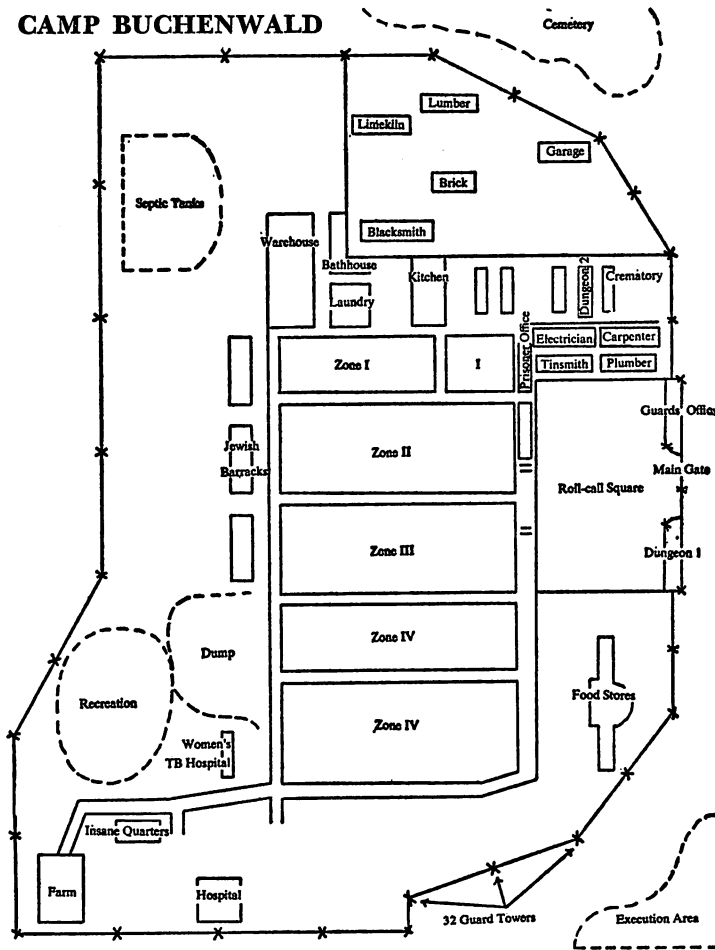 CAMP BUCHENWALD
Cemetery
Lumber
Limekiln
Garage
Brick
Septic Tanks
Blacksmith
Warehouse
Bathhouse
Kitchen
Dungeon 2
Crematory
Laundry
Prisoner Office
Electrician
Carpenter
Zone I
I
Tinsmith
Plumber
Guards' Office
Jewish
Barracks
Zone II
Main Gate
Roll-call Square
Zone III
Dungeon 1
Zone IV
Dump
Recreation
Food Stores
Zone IV
Women's
TB Hospital
Insane Quarters
Farm
Hospital
32 Guard Towers
Execution Area